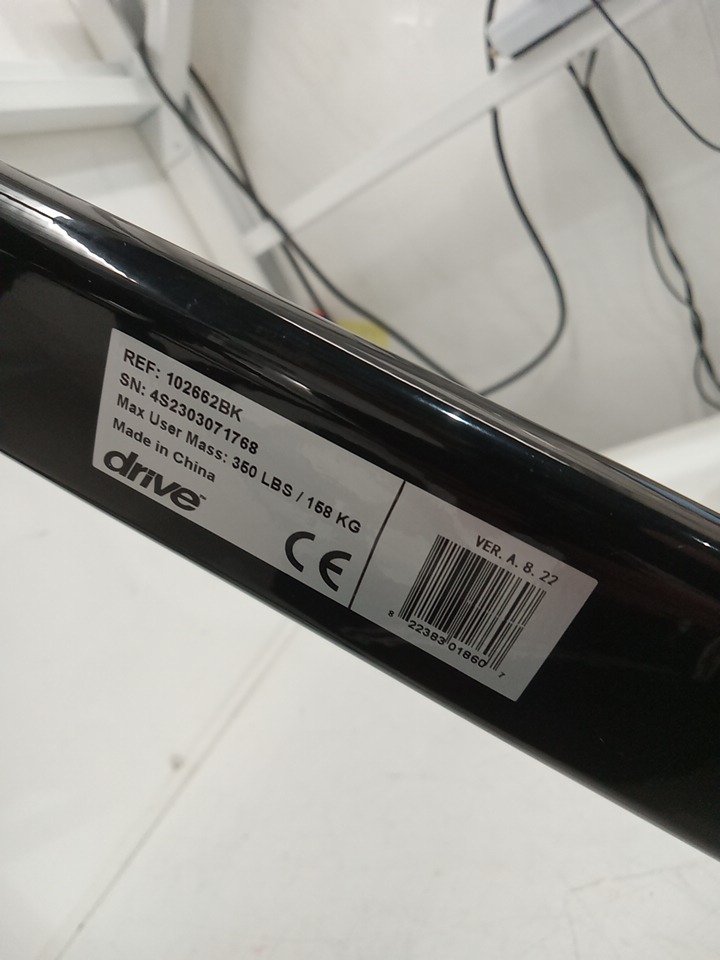 REF: 102662BK
SN: 4S2303071768
Max User Mass: 350 LBS / 158 KG
Made in China
drive™
CE
VER. A. 8. 22
8 22383 01860 7